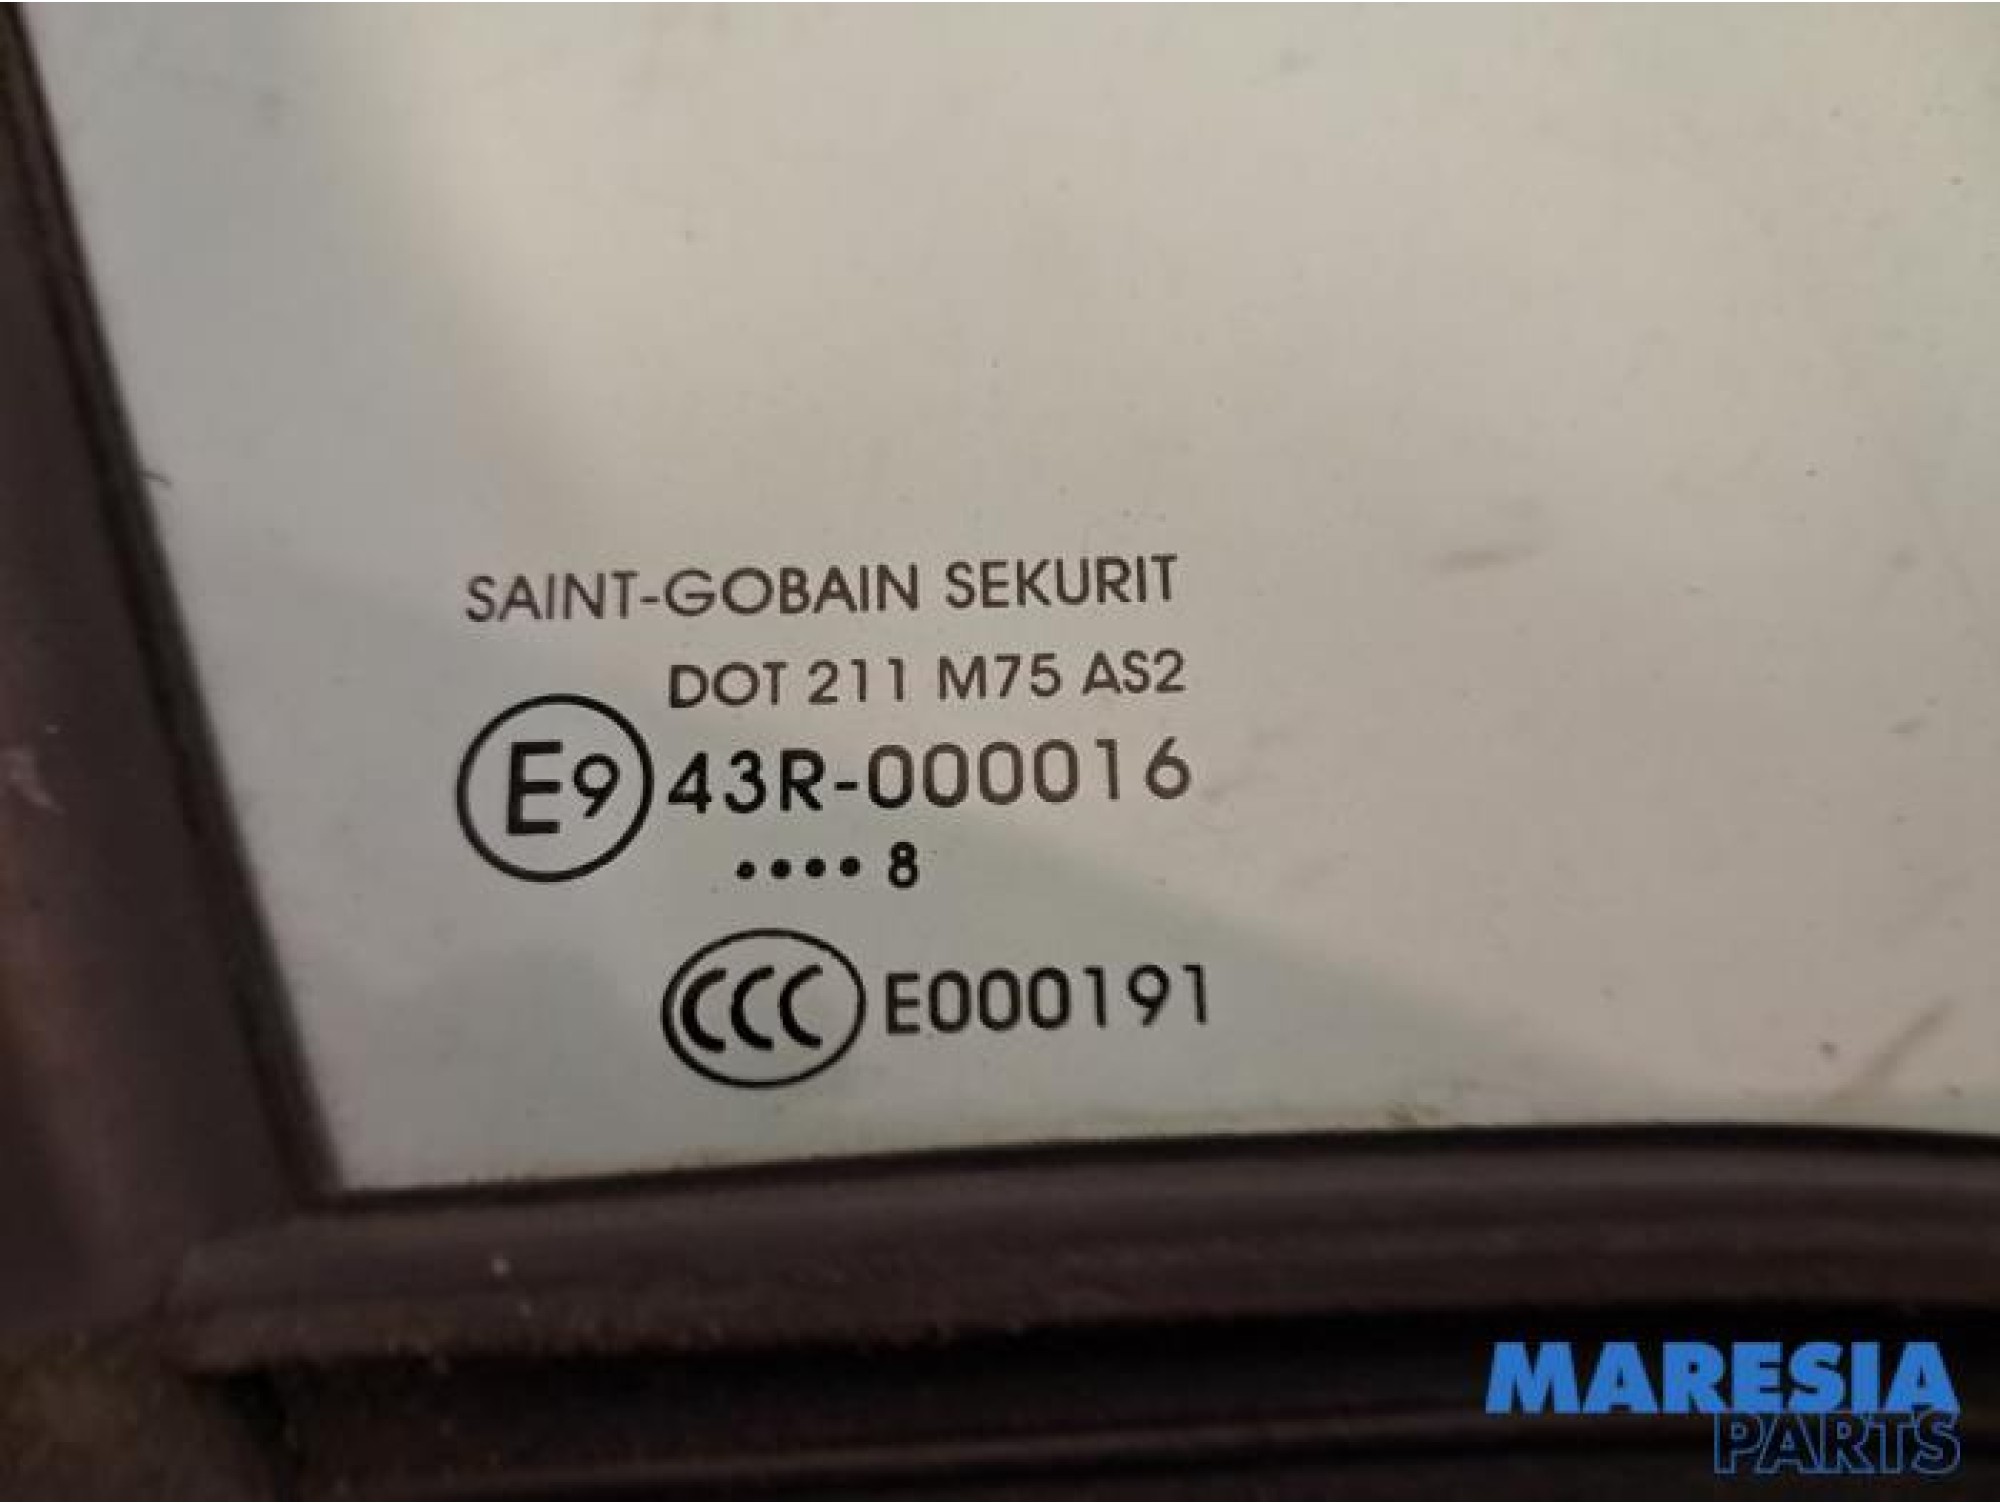 SAINT-GOBAIN SEKURIT
DOT 211 M75 AS2
E9 43R-000016
•••• 8
CCC E000191
MARESIA
PARTS